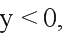 y < 0,